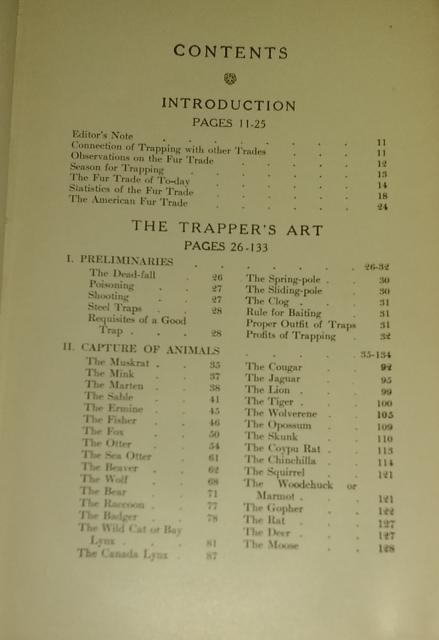 CONTENTS
INTRODUCTION
PAGES 11-25
Editor's Note . . . . . . 11
Connection of Trapping with other Trades . . . 11
Observations on the Fur Trade . . . . 12
Season for Trapping . . . . . 13
The Fur Trade of To-day . . . . . 14
Statistics of the Fur Trade . . . . . 18
The American Fur Trade . . . . . 24
THE TRAPPER'S ART
PAGES 26-133
I. PRELIMINARIES . . . . . . 26-32
The Dead-fall . 26
Poisoning . . 27
Shooting . . 27
Steel Traps . . 28
Requisites of a Good
Trap . . . 28
The Spring-pole . . 30
The Sliding-pole . . 30
The Clog . . . 31
Rule for Baiting . 31
Proper Outfit of Traps 31
Profits of Trapping . 32
II. CAPTURE OF ANIMALS . . . . 35-134
The Muskrat . . 35
The Mink . . 37
The Marten . . 38
The Sable . . 41
The Ermine . . 45
The Fisher . . 46
The Fox . . 50
The Otter . . 54
The Sea Otter . . 61
The Beaver . . 62
The Wolf . . 68
The Bear . . 71
The Raccoon . . 77
The Badger . . 78
The Wild Cat or Bay
Lynx . . . 81
The Canada Lynx . 87
The Cougar . . 92
The Jaguar . . 95
The Lion . . . 99
The Tiger . . . 100
The Wolverene . . 103
The Opossum . . 109
The Skunk . . 110
The Coypu Rat . . 113
The Chinchilla . . 114
The Squirrel . . 121
The Woodchuck or
Marmot . . . 121
The Gopher . . 122
The Rat . . . 127
The Deer . . . 127
The Moose . . 128